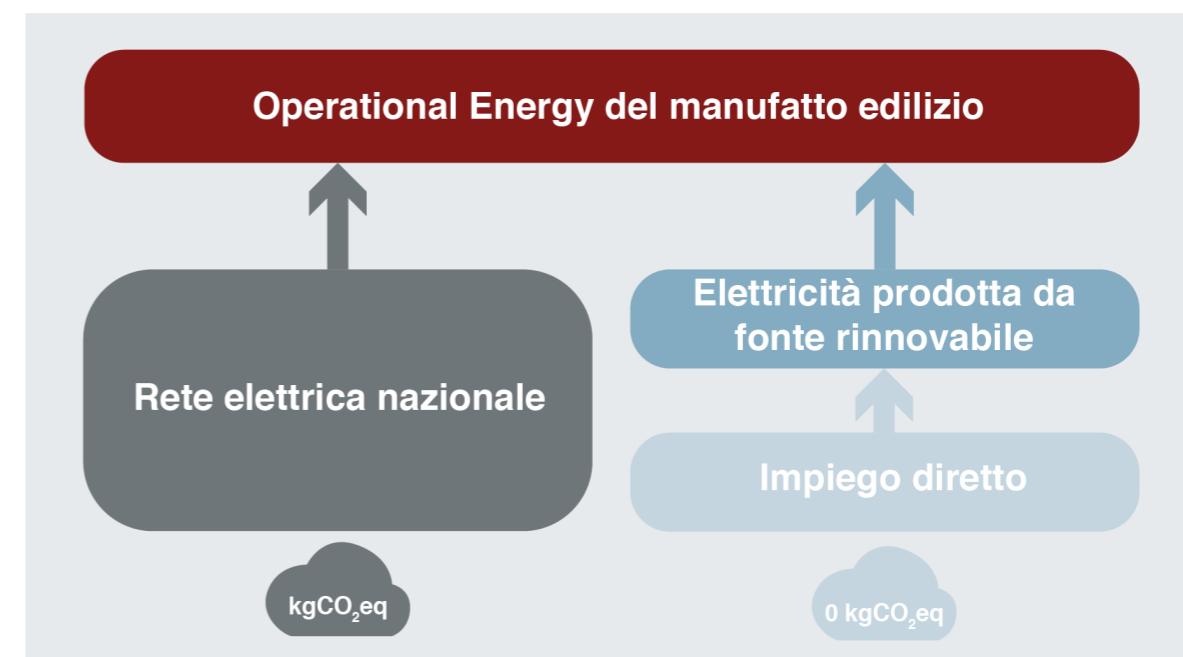 Operational Energy del manufatto edilizio
Elettricità prodotta da
fonte rinnovabile
Rete elettrica nazionale
Impiego diretto
kgCO₂eq
0 kgCO₂eq